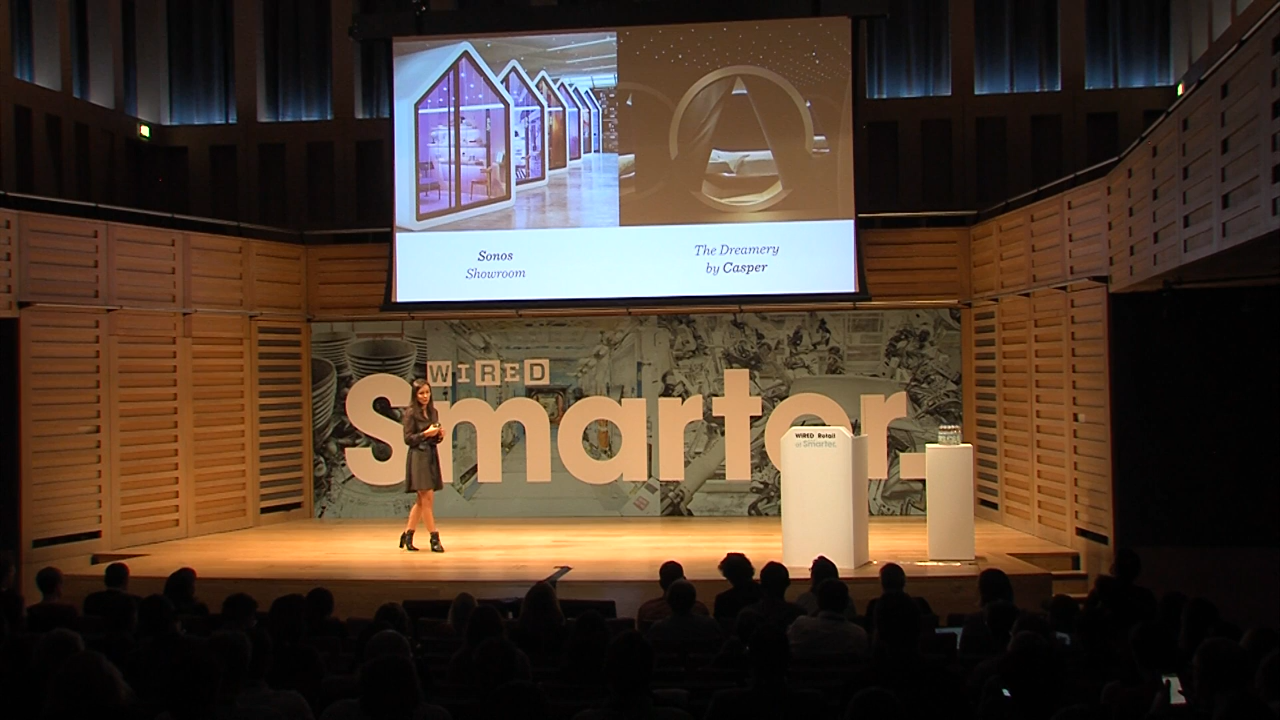 Sonos
Showroom
The Dreamery
by Casper
WIRED
Smarter.
WIRED Retail
Smarter.